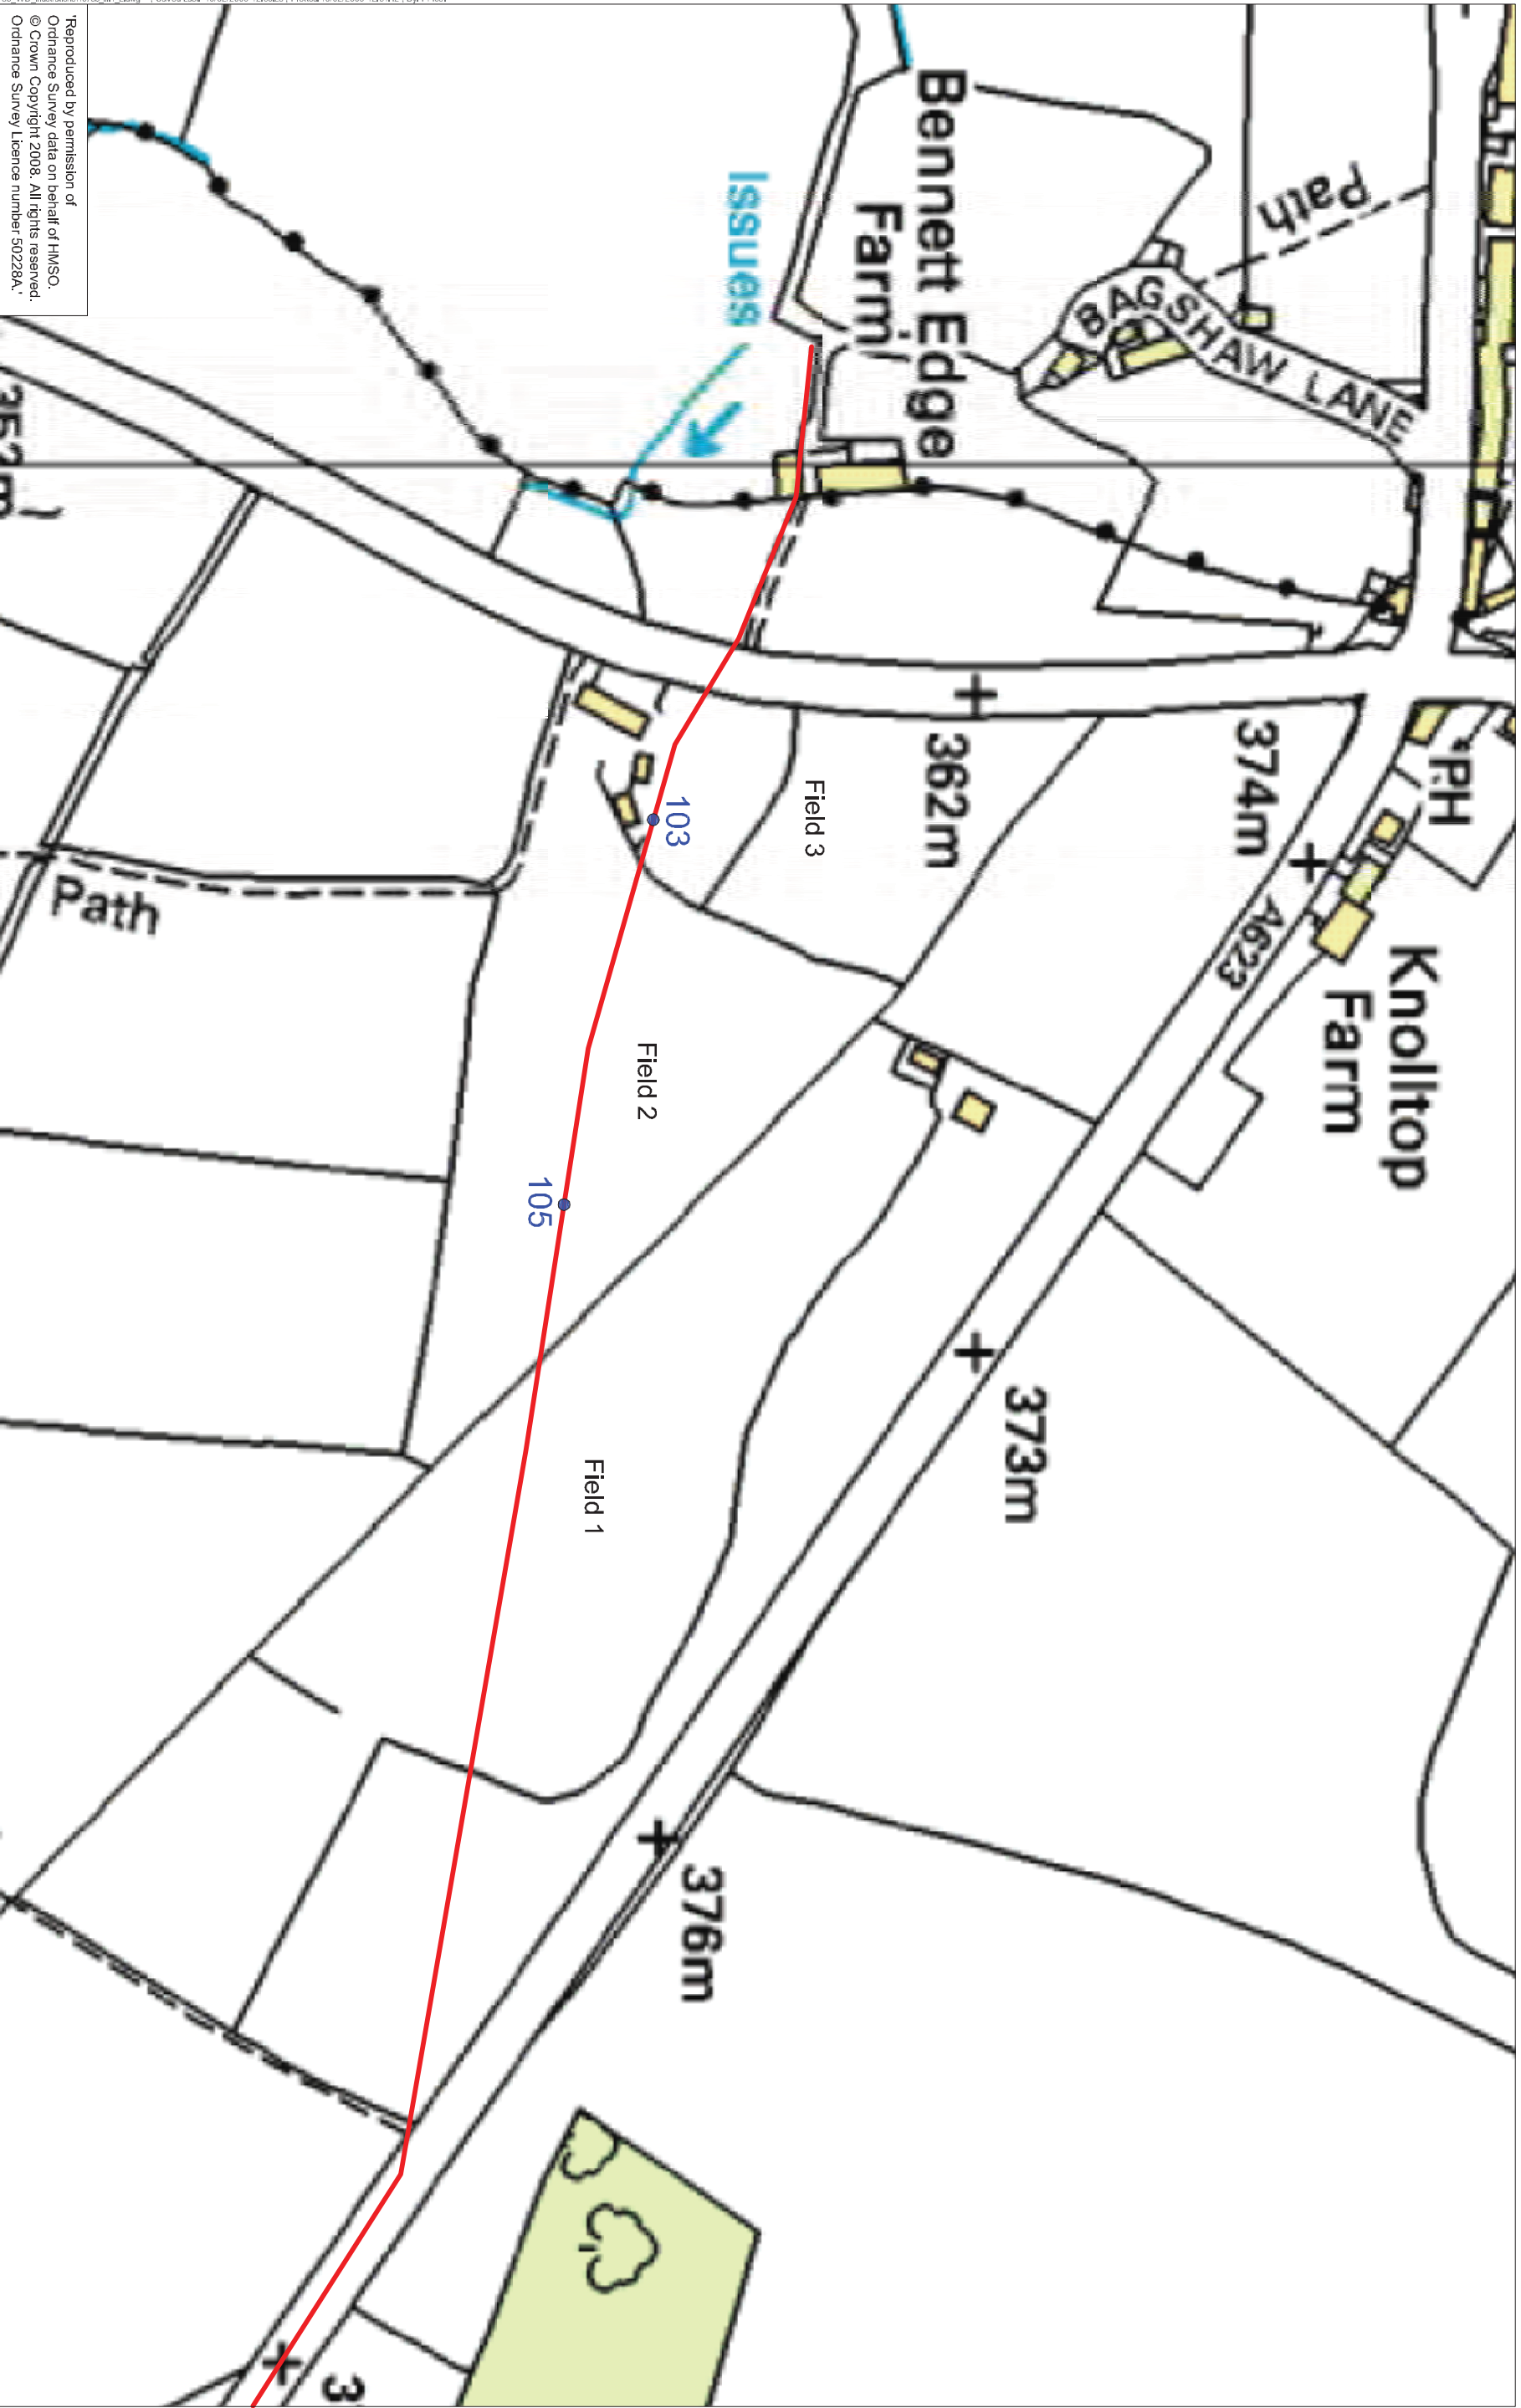 'Reproduced by permission of
Ordnance Survey data on behalf of HMSO.
© Crown Copyright 2008. All rights reserved.
Ordnance Survey Licence number 50228A.'
Bennett Edge
Farm
Issues
Path
BAGSHAW LANE
PH
Knolltop
Farm
374m
A623
362m
Field 3
103
Field 2
105
373m
Field 1
376m
Path
352m
3